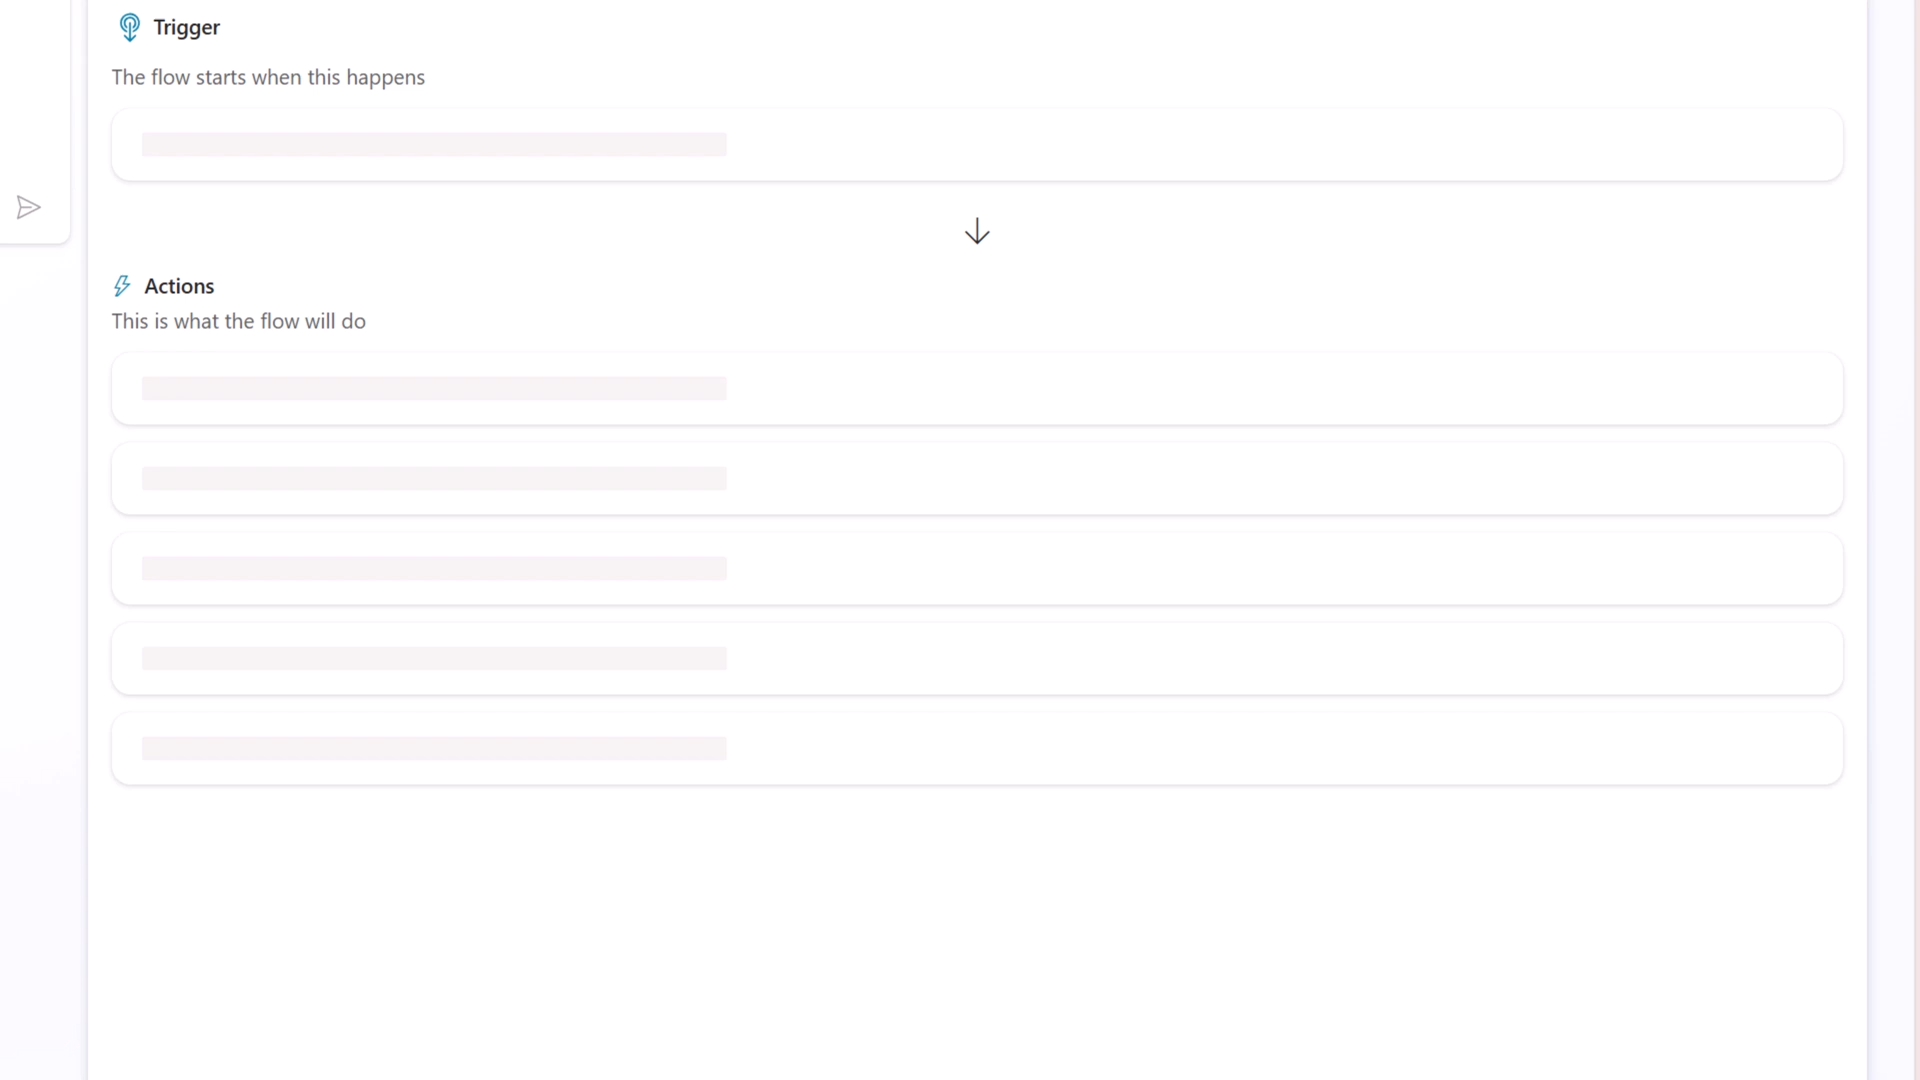 Trigger
The flow starts when this happens
Actions
This is what the flow will do